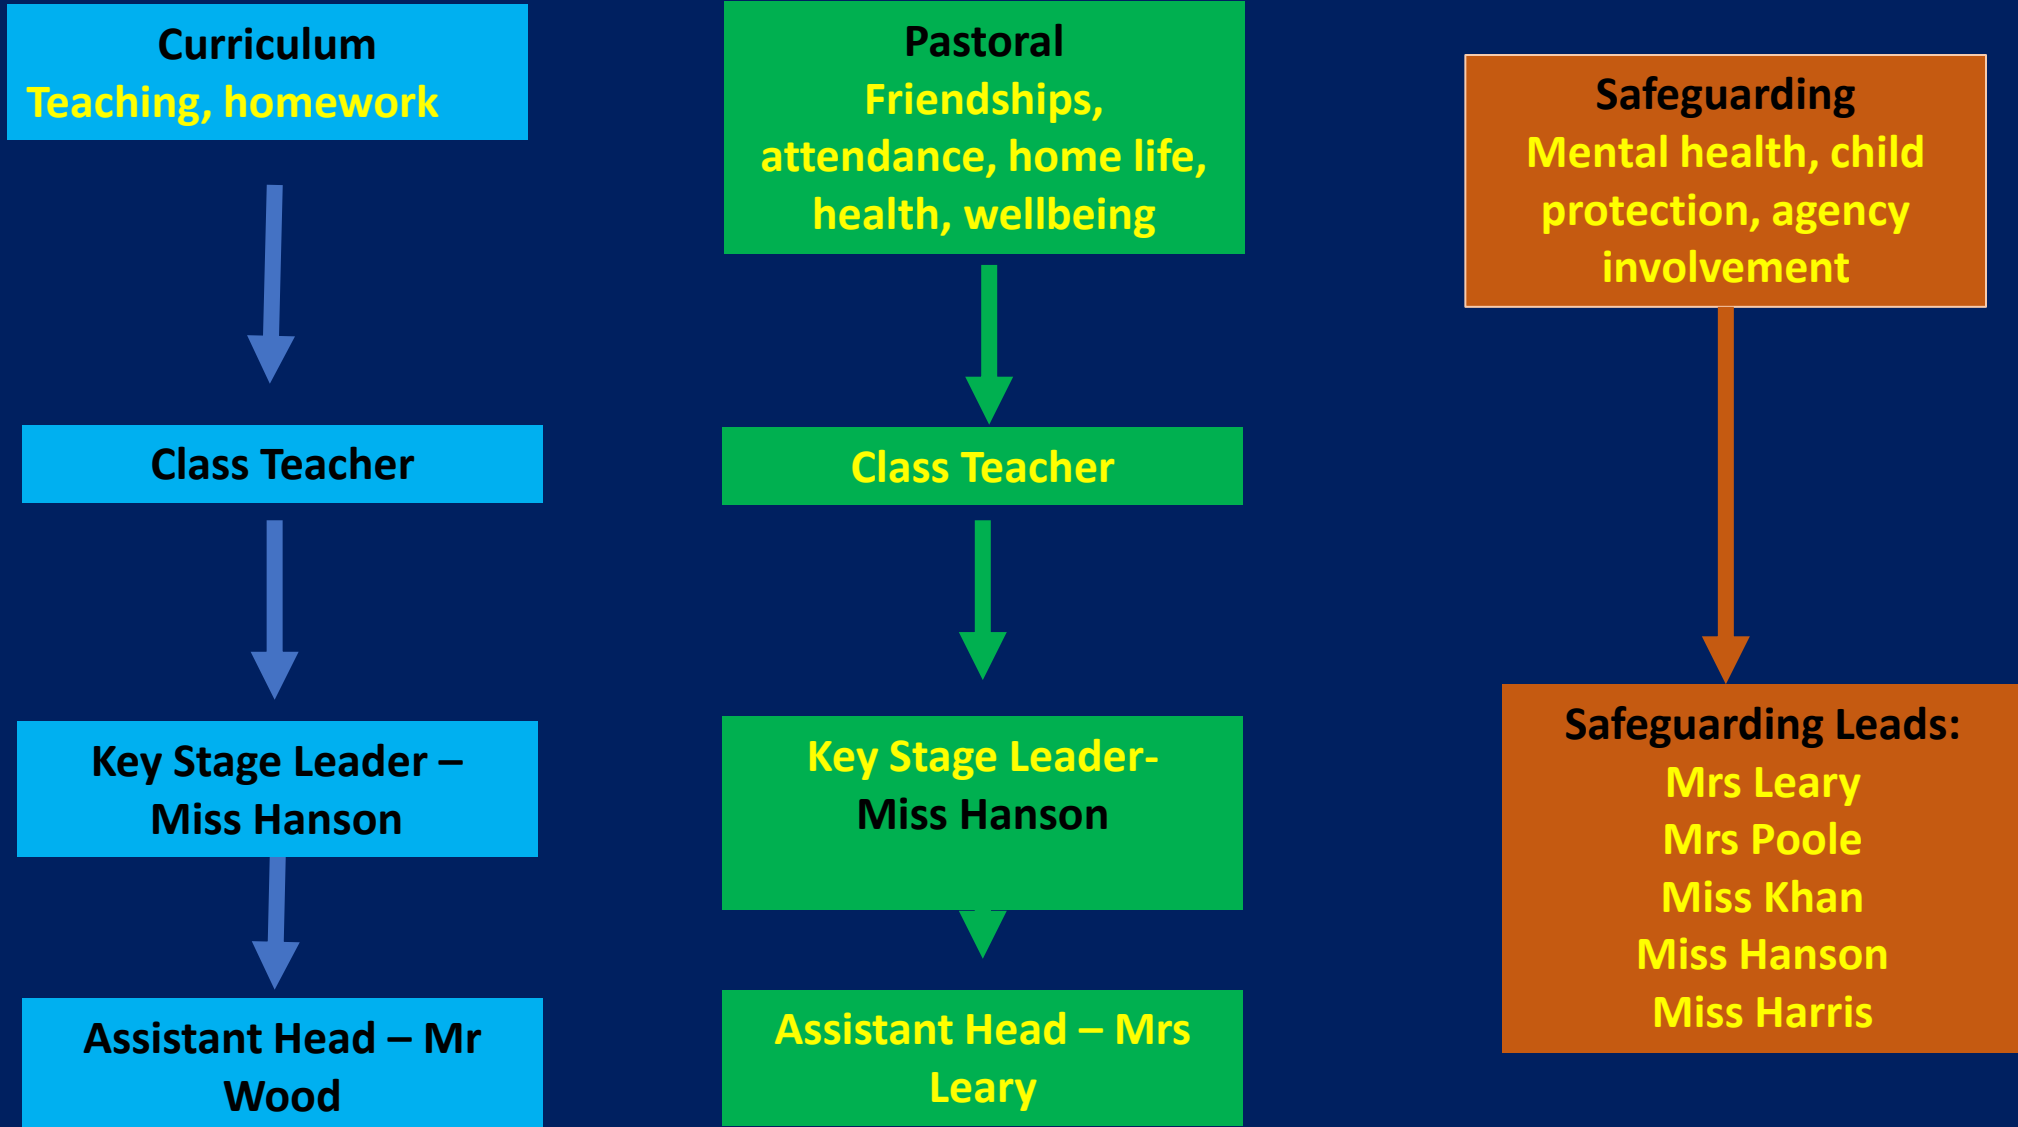 Curriculum
Teaching, homework
Class Teacher
Key Stage Leader –
Miss Hanson
Assistant Head – Mr
Wood
Pastoral
Friendships,
attendance, home life,
health, wellbeing
Class Teacher
Key Stage Leader-
Miss Hanson
Assistant Head – Mrs
Leary
Safeguarding
Mental health, child
protection, agency
involvement
Safeguarding Leads:
Mrs Leary
Mrs Poole
Miss Khan
Miss Hanson
Miss Harris